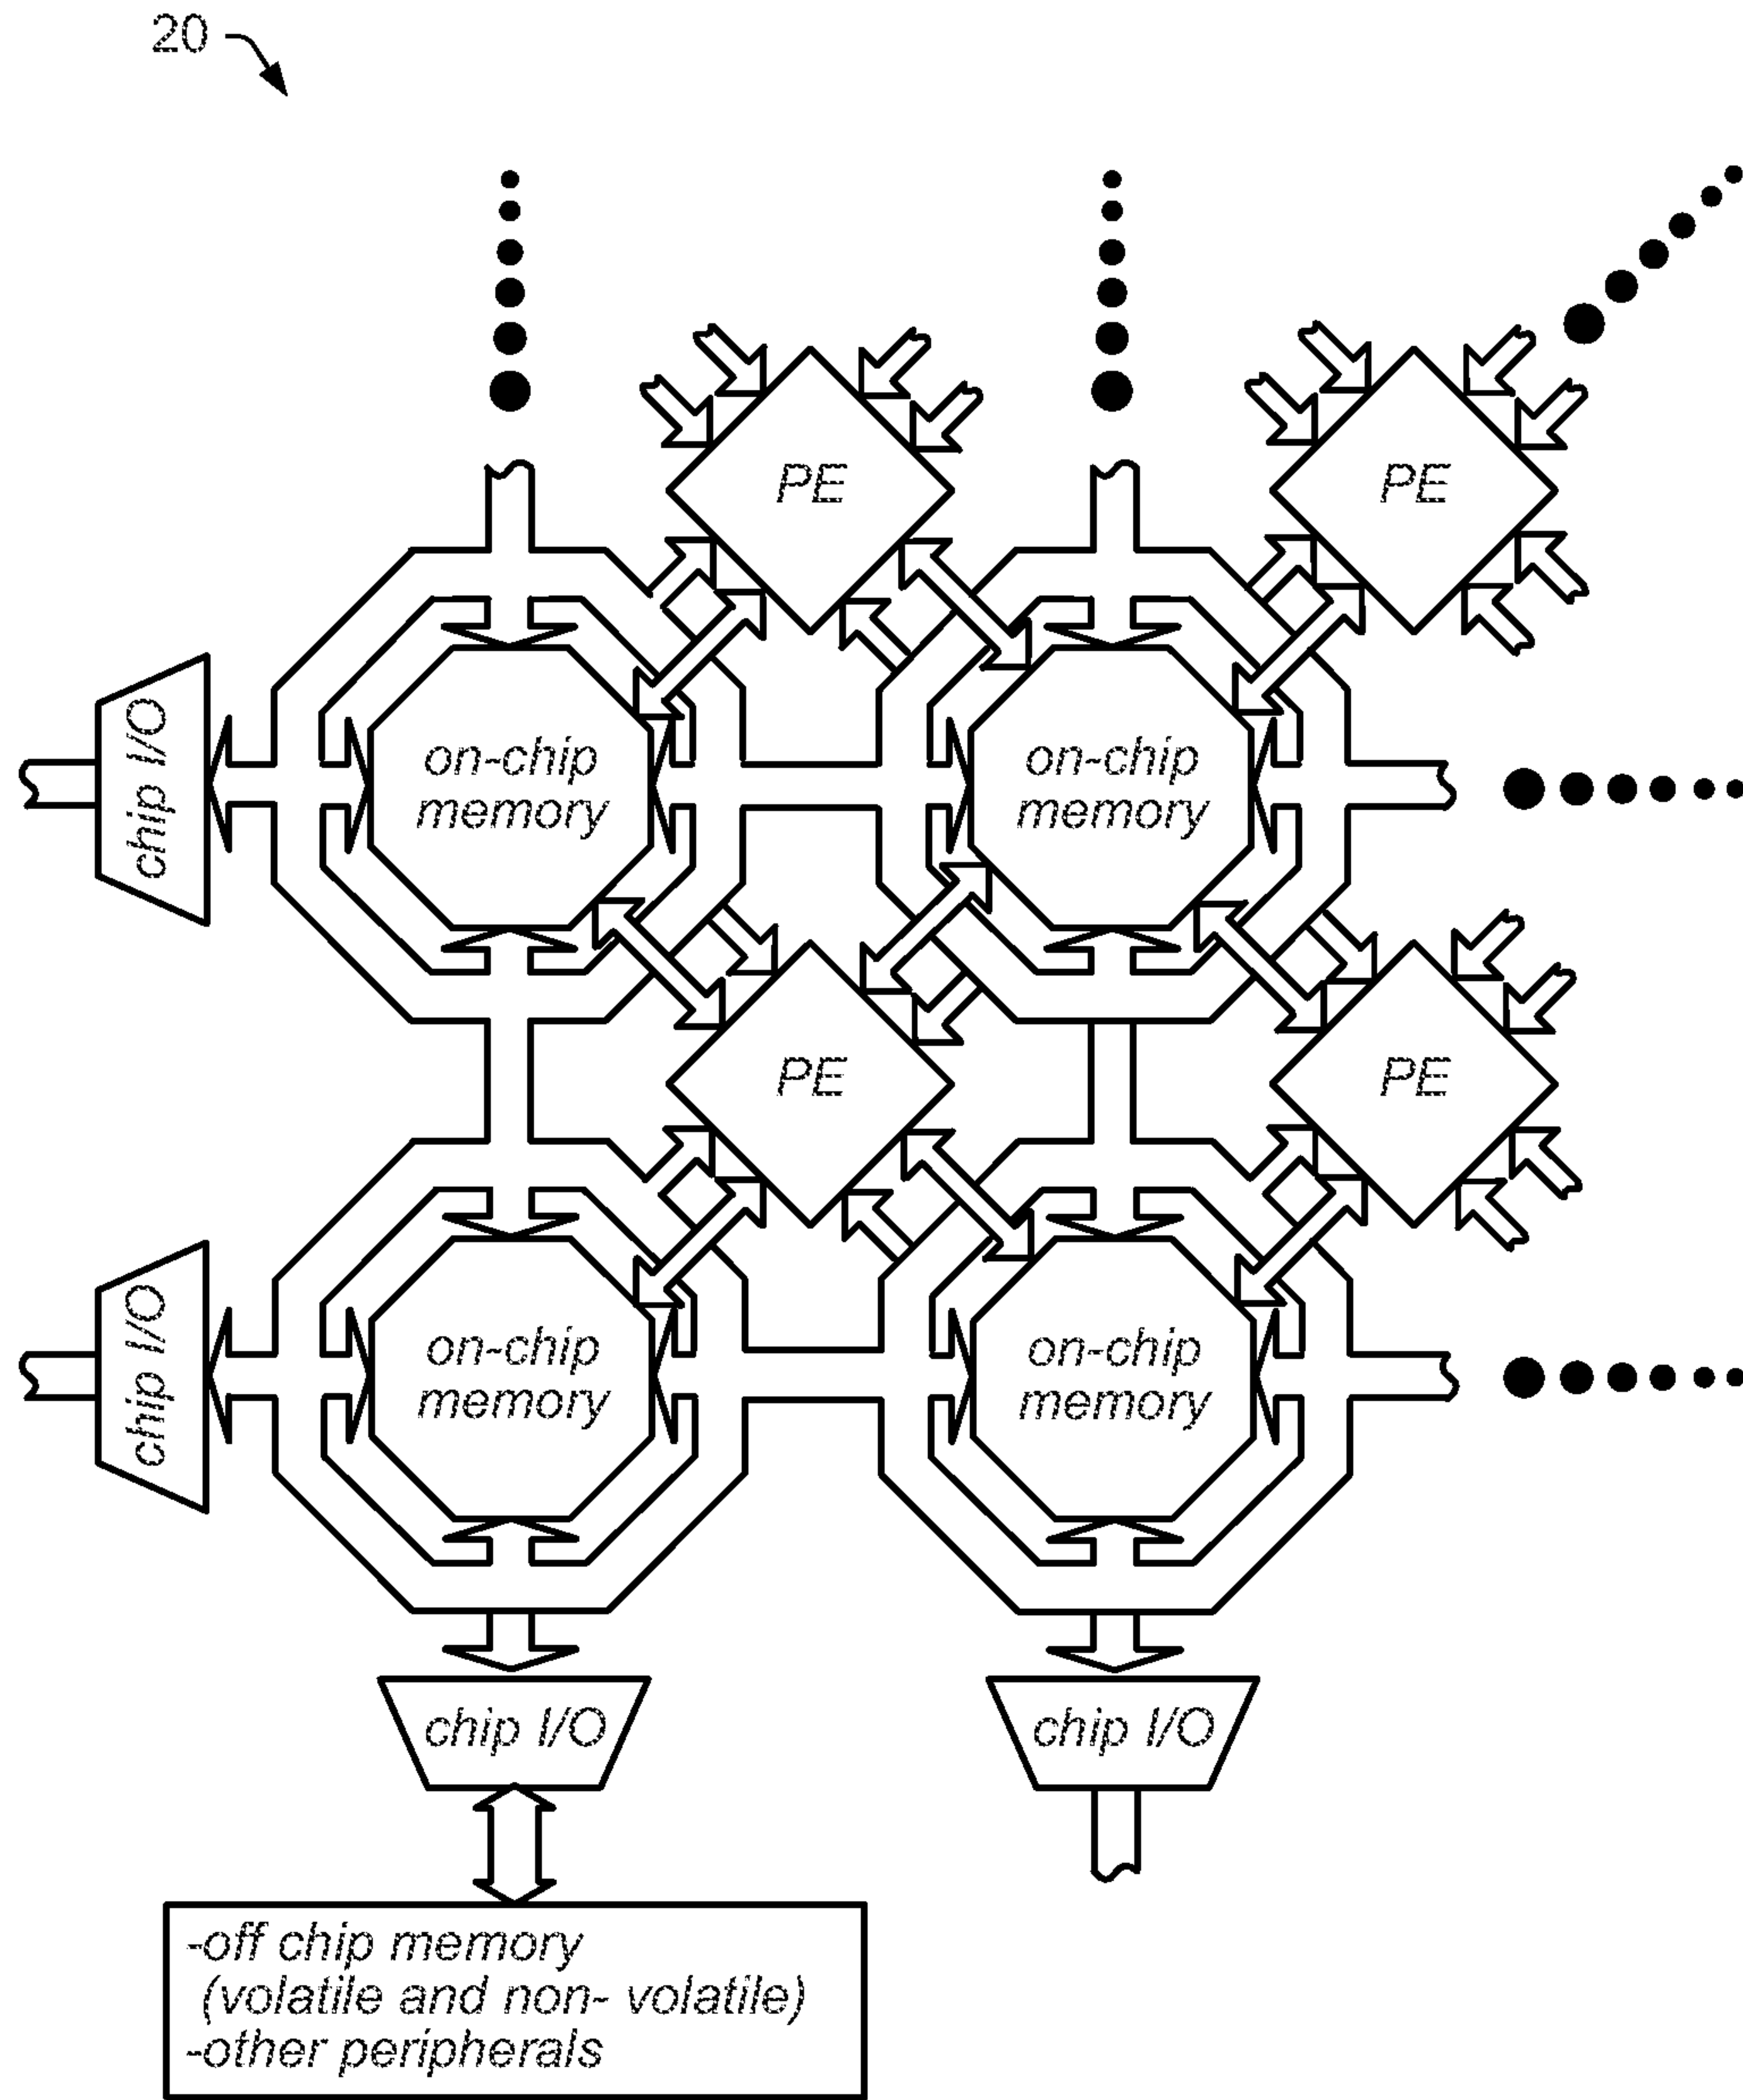 20
PE
PE
chip I/O
on-chip
memory
on-chip
memory
PE
PE
chip I/O
on-chip
memory
on-chip
memory
chip I/O
chip I/O
-off chip memory
(volatile and non- volatile)
-other peripherals